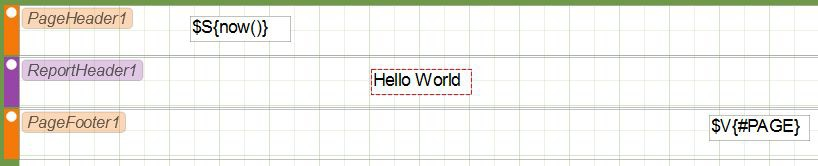 PageHeader1
$S{now()}
ReportHeader1
Hello World
PageFooter1
$V{#PAGE}